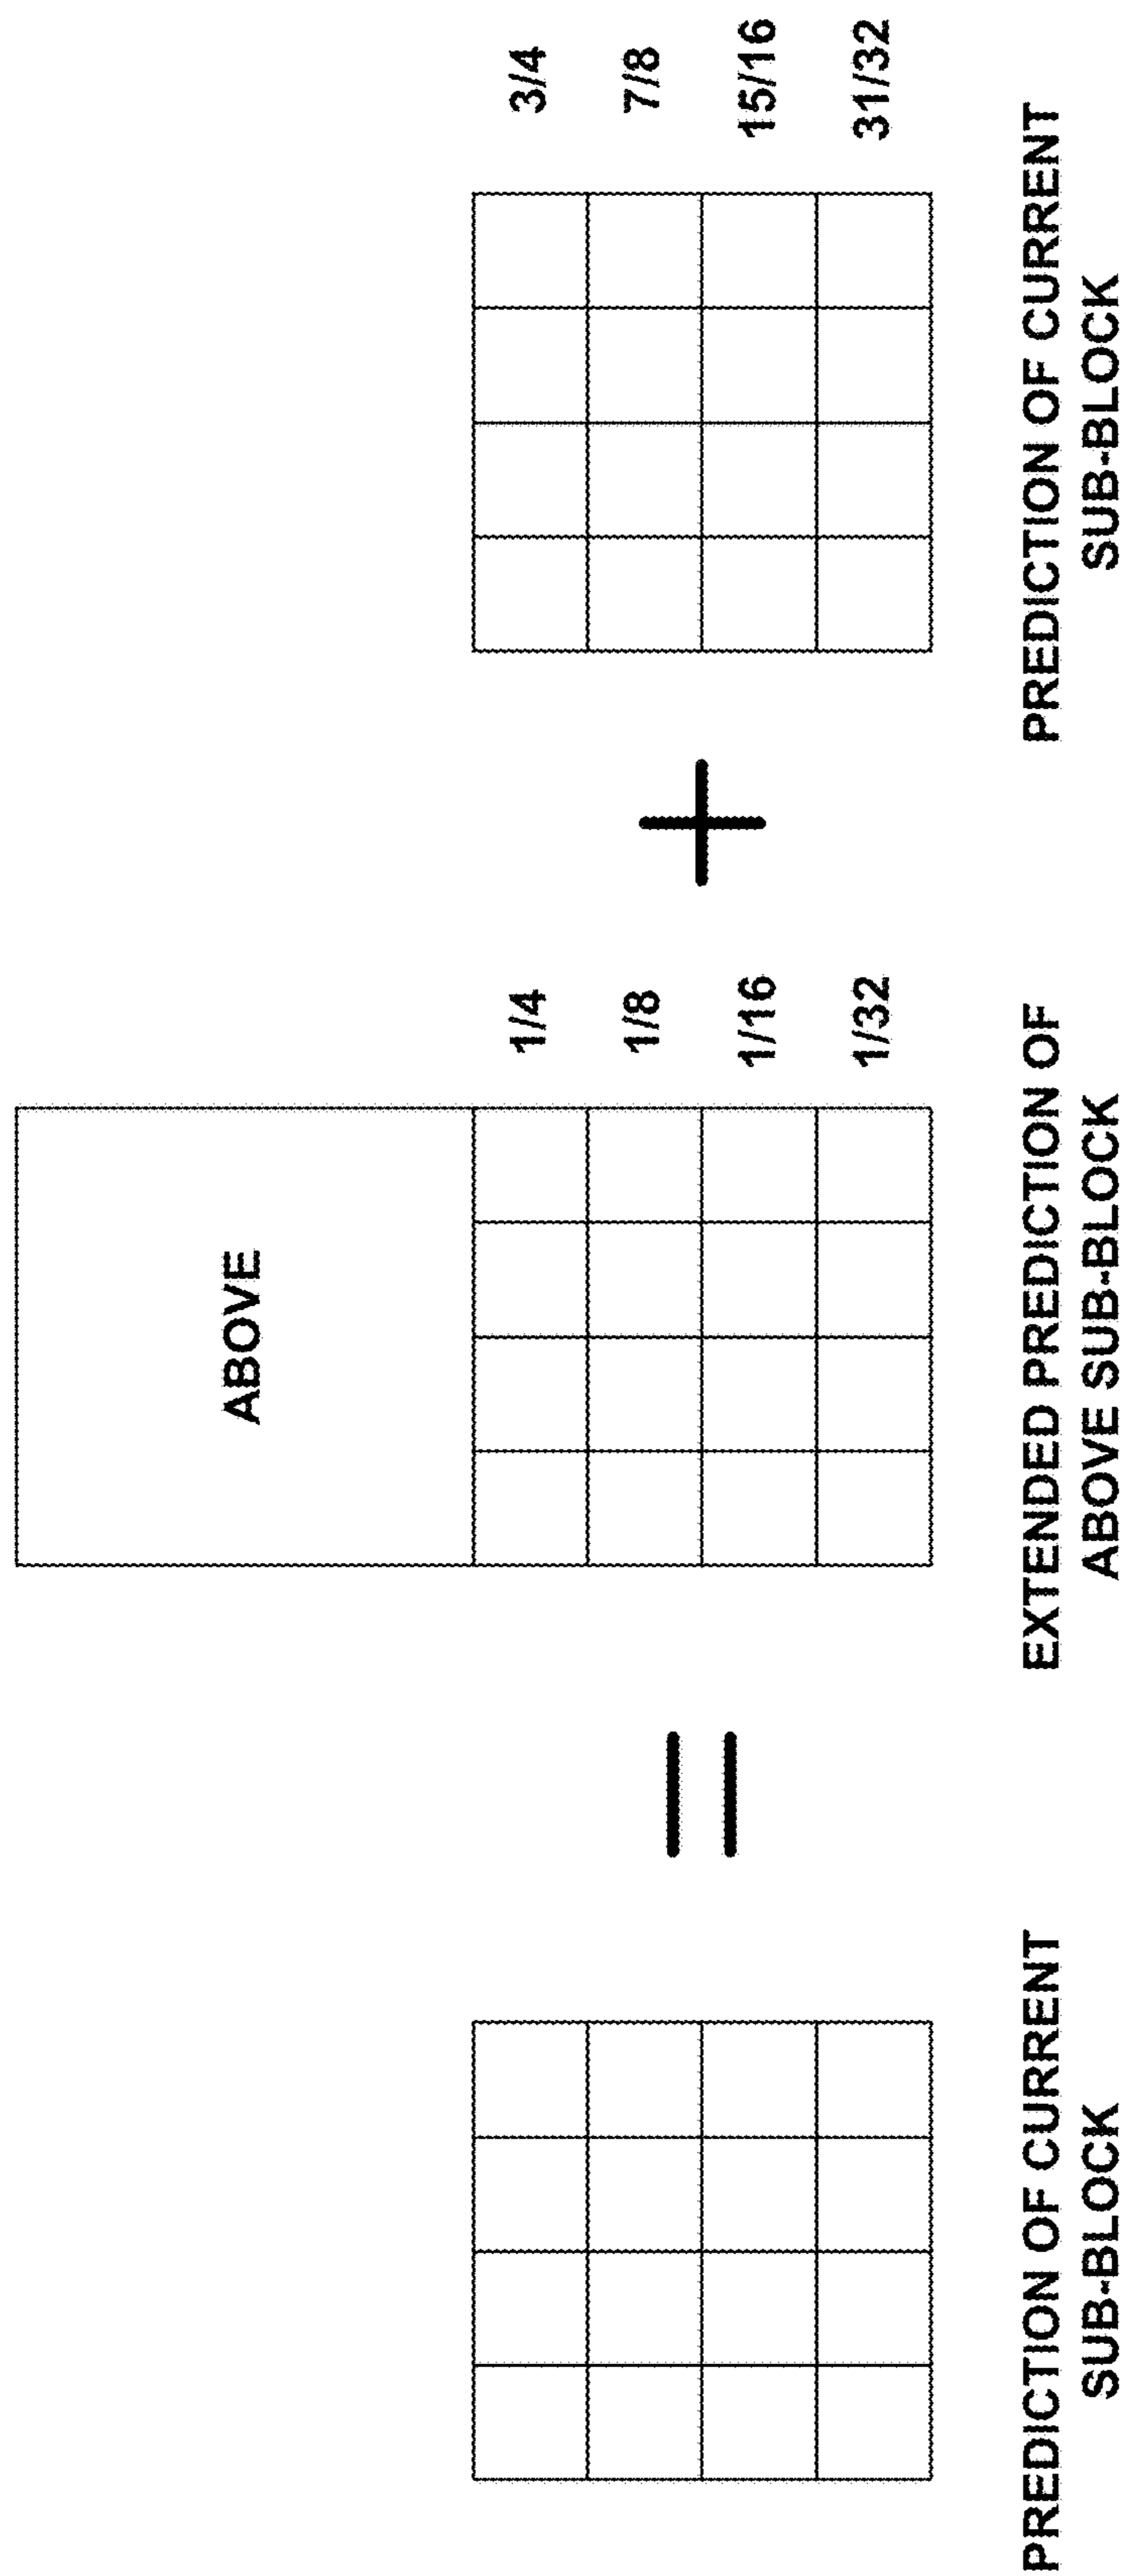 PREDICTION OF CURRENT
SUB-BLOCK
=
ABOVE
1/4
1/8
1/16
1/32
EXTENDED PREDICTION OF
ABOVE SUB-BLOCK
+
3/4
7/8
15/16
31/32
PREDICTION OF CURRENT
SUB-BLOCK